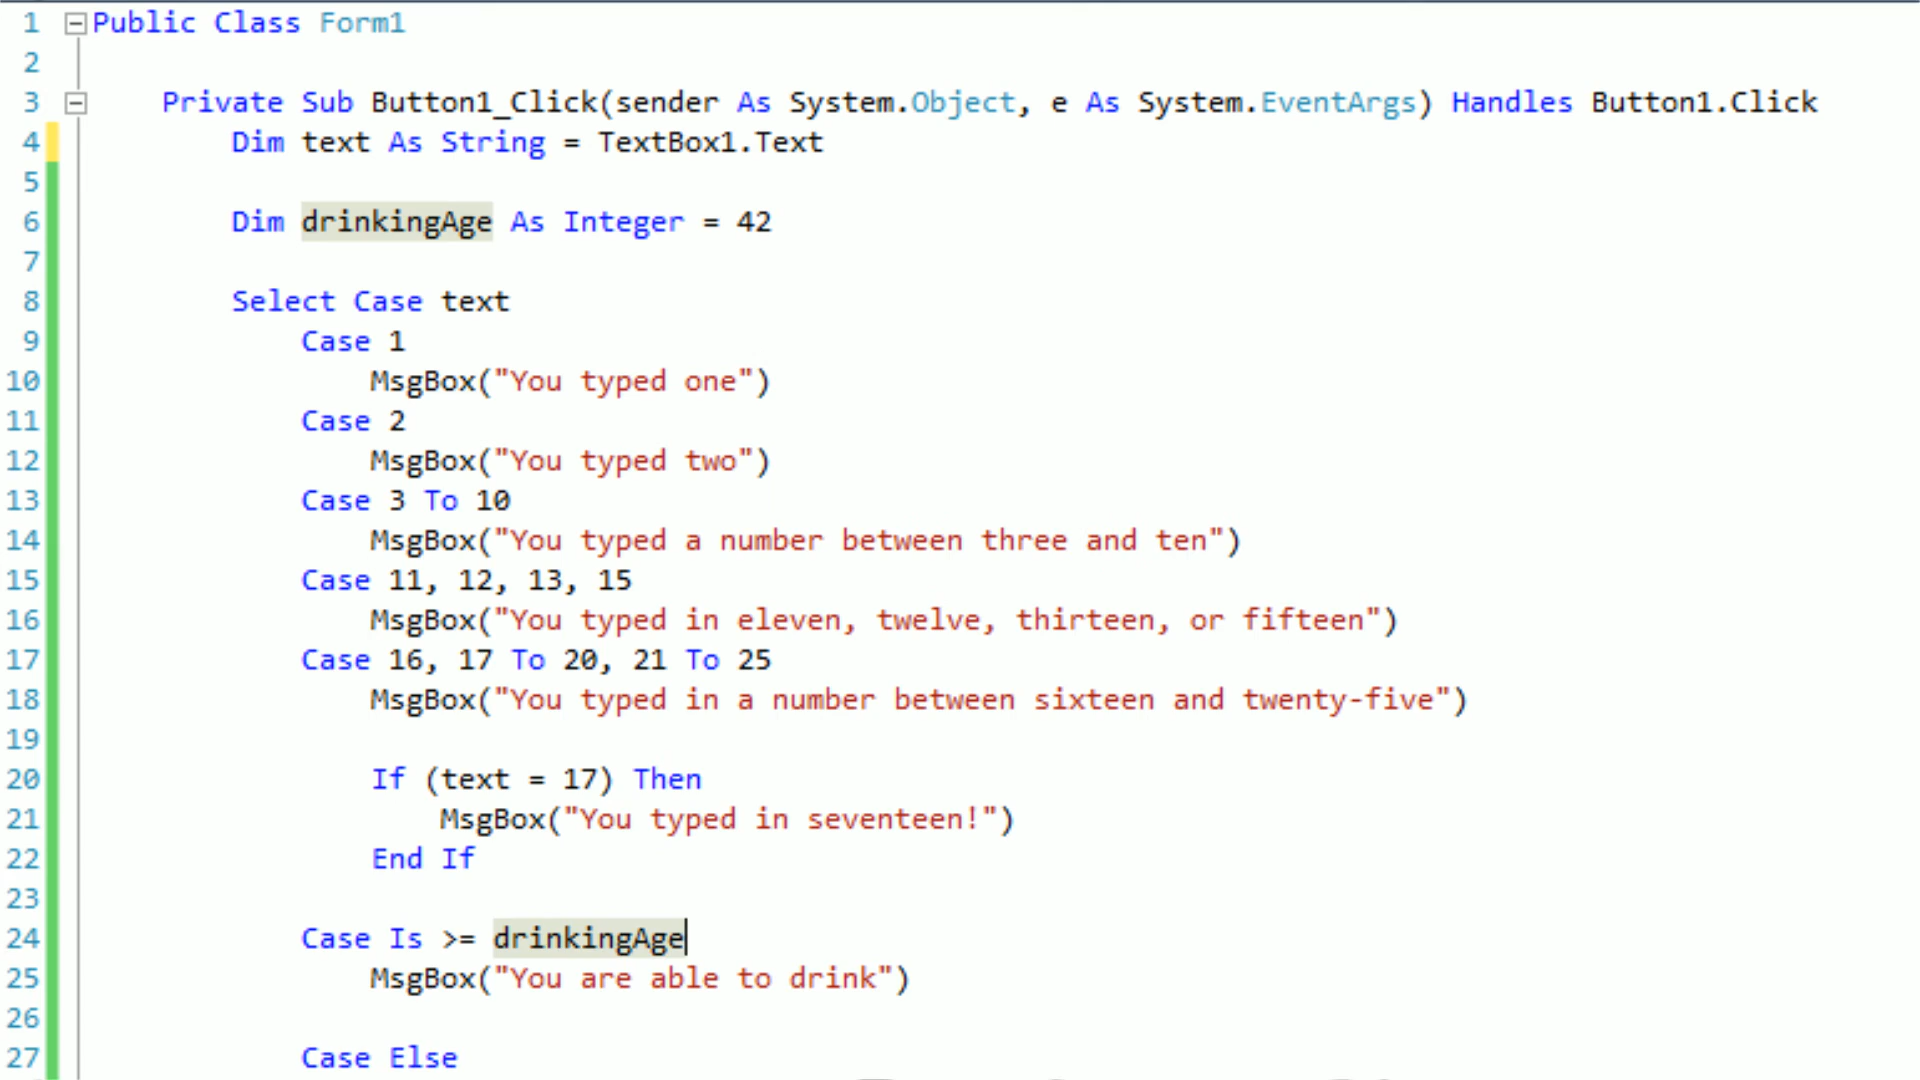 1 Public Class Form1
2
3 Private Sub Button1_Click(sender As System.Object, e As System.EventArgs) Handles Button1.Click
4 Dim text As String = TextBox1.Text
5
6 Dim drinkingAge As Integer = 42
7
8 Select Case text
9 Case 1
10 MsgBox("You typed one")
11 Case 2
12 MsgBox("You typed two")
13 Case 3 To 10
14 MsgBox("You typed a number between three and ten")
15 Case 11, 12, 13, 15
16 MsgBox("You typed in eleven, twelve, thirteen, or fifteen")
17 Case 16, 17 To 20, 21 To 25
18 MsgBox("You typed in a number between sixteen and twenty-five")
19
20 If (text = 17) Then
21 MsgBox("You typed in seventeen!")
22 End If
23
24 Case Is >= drinkingAge
25 MsgBox("You are able to drink")
26
27 Case Else